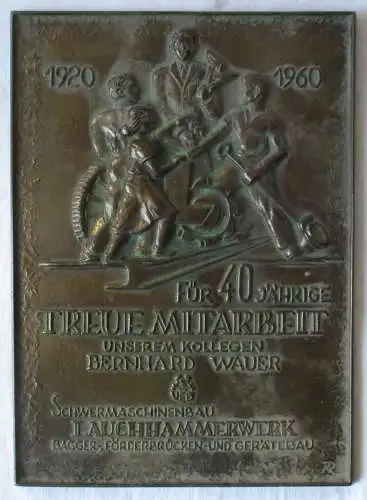 1920 1960
FÜR 40 JÄHRIGE
TREUE MITARBEIT
UNSEREM KOLLEGEN
BERNHARD WAUER
SCHWERMASCHINENBAU
LAUCHHAMMERWERK
BAGGER-, FÖRDERBRÜCKEN- UND GERÄTEBAU
R